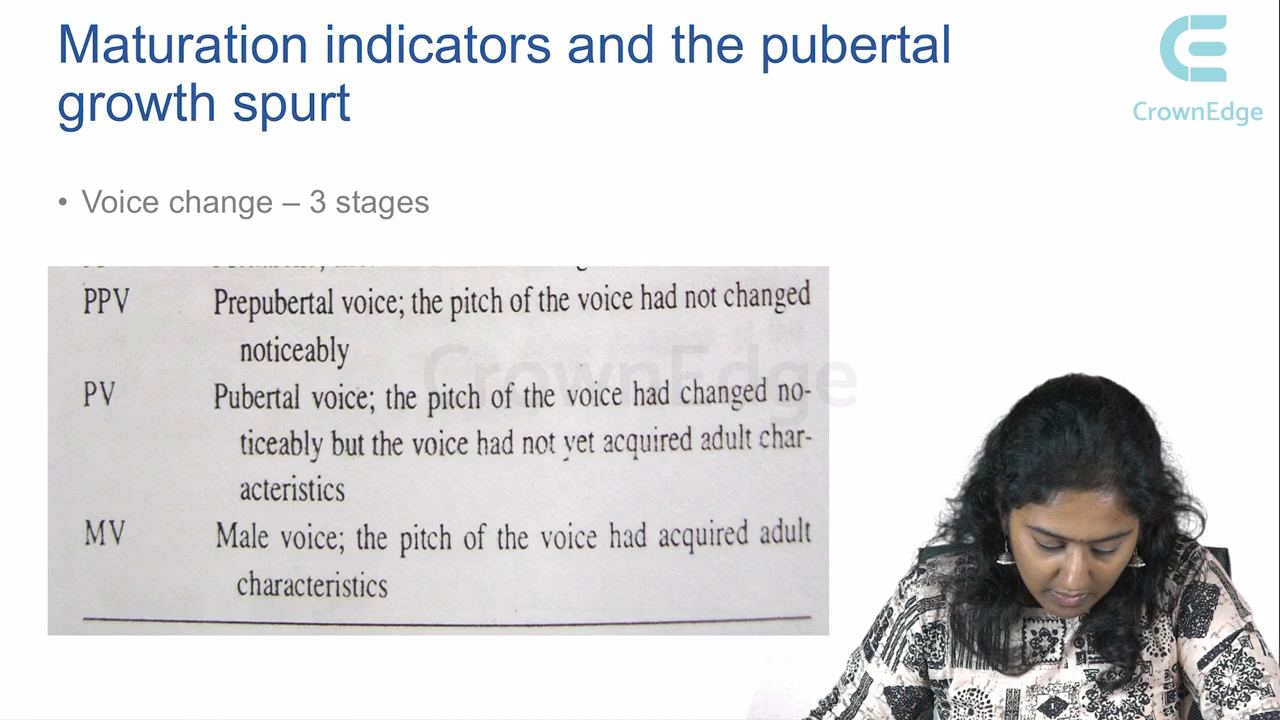 Maturation indicators and the pubertal
growth spurt
CrownEdge
• Voice change – 3 stages
PPV Prepubertal voice; the pitch of the voice had not changed
noticeably
PV Pubertal voice; the pitch of the voice had changed no-
ticeably but the voice had not yet acquired adult char-
acteristics
MV Male voice; the pitch of the voice had acquired adult
characteristics
CrownEdge